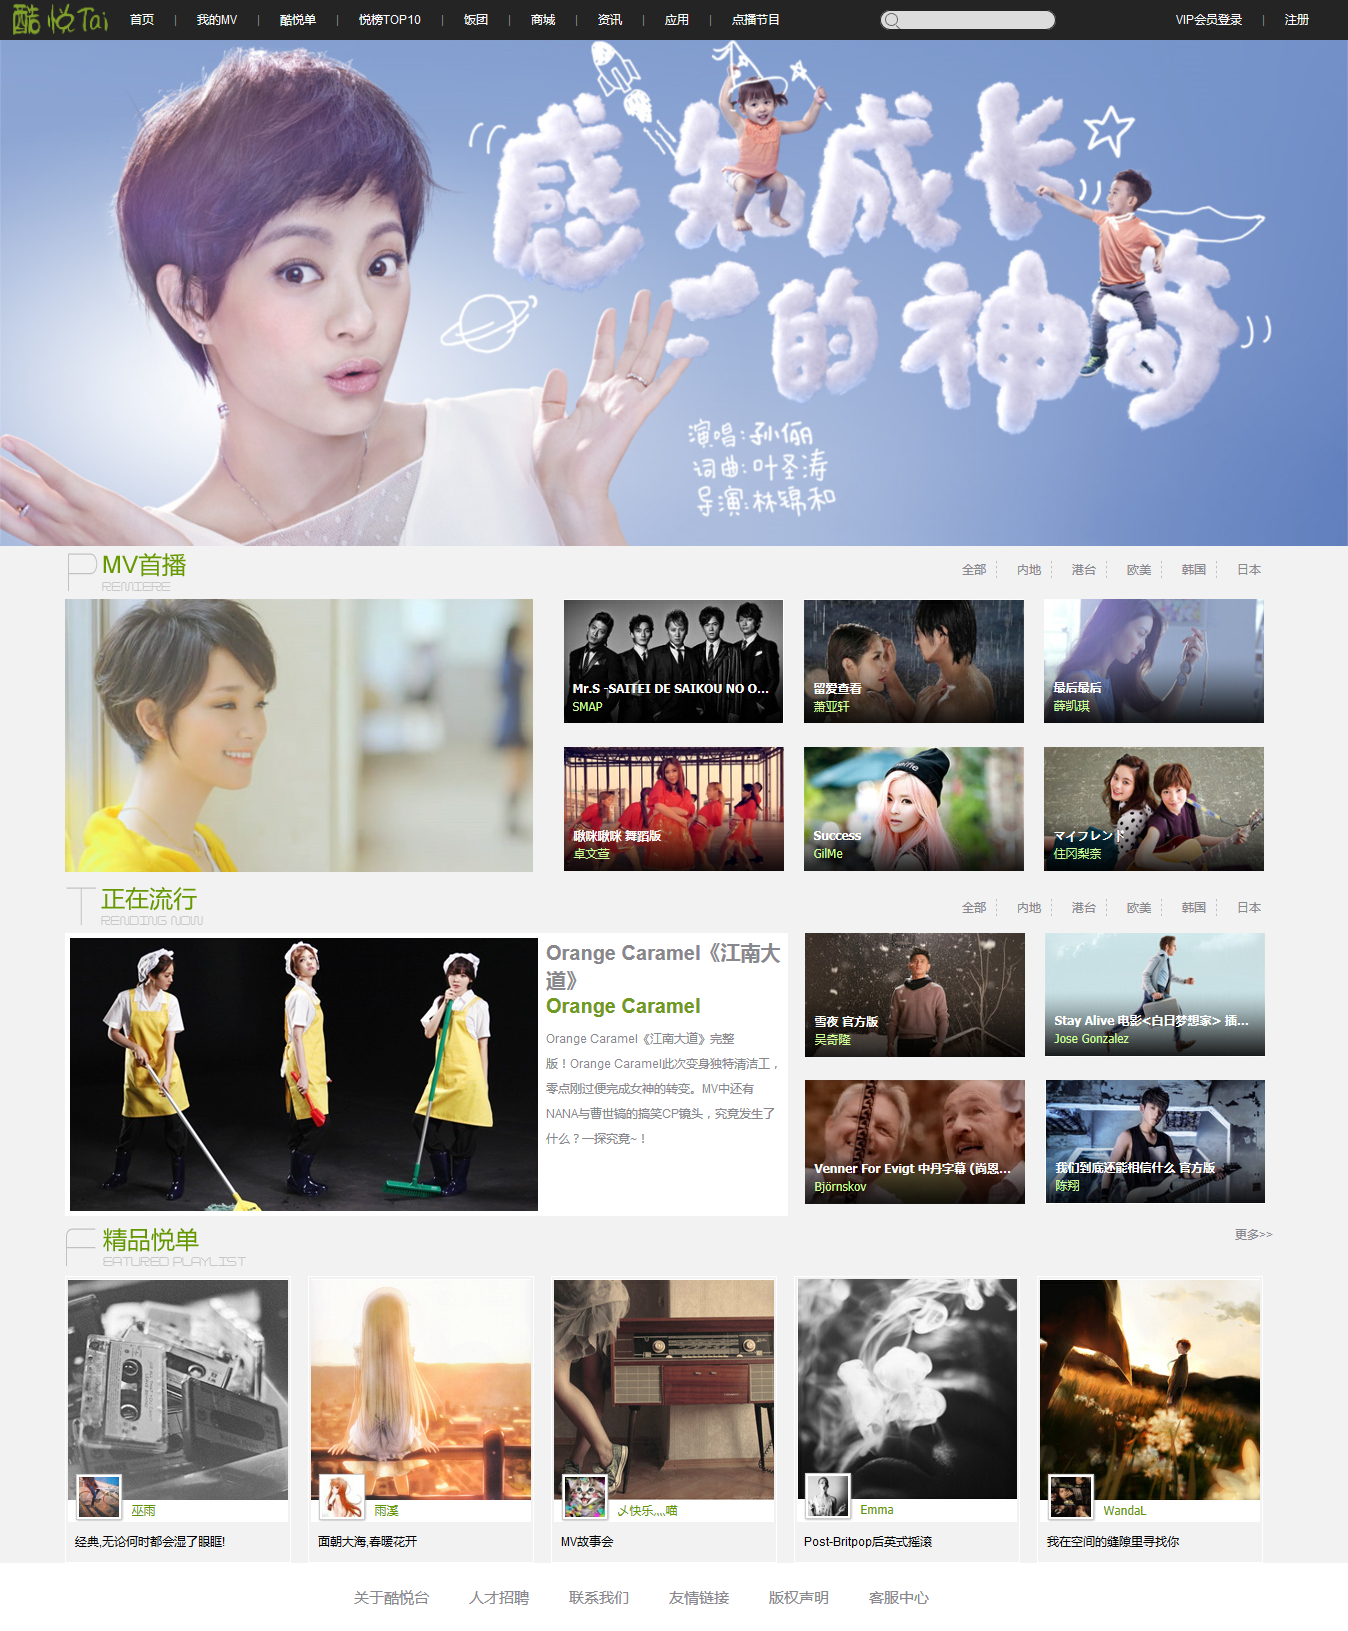 酷悦Tai
首页 | 我的MV | 酷悦单 | 悦榜TOP10 | 饭团 | 商城 | 资讯 | 应用 | 点播节目
VIP会员登录 | 注册
感知成长
的神奇
演唱:孙俪
词曲:叶圣涛
导演:林锦和
MV首播
PREMIERE
全部 内地 港台 欧美 韩国 日本
Mr.S -SAITEI DE SAIKOU NO O...
SMAP
留爱查看
萧亚轩
最后最后
薛凯琪
啾咪啾咪 舞蹈版
卓文萱
Success
GilMe
マイフレンド
住冈梨奈
正在流行
TRENDING NOW
全部 内地 港台 欧美 韩国 日本
Orange Caramel《江南大
道》
Orange Caramel
Orange Caramel《江南大道》完整
版！Orange Caramel此次变身独特清洁工，
零点刚过便完成女神的转变。MV中还有
NANA与曹世镐的搞笑CP镜头，究竟发生了
什么？一探究竟~！
雪夜 官方版
吴奇隆
Stay Alive 电影<白日梦想家> 插...
Jose Gonzalez
Venner For Evigt 中丹字幕 (尚恩...
Björnskov
我们到底还能相信什么 官方版
陈翔
精品悦单
FEATURED PLAYLIST
更多>>
巫雨
经典,无论何时都会湿了眼眶!
雨溪
面朝大海,春暖花开
乄快乐灬喵
MV故事会
Emma
Post-Britpop后英式摇滚
WandaL
我在空间的缝隙里寻找你
关于酷悦台 人才招聘 联系我们 友情链接 版权声明 客服中心